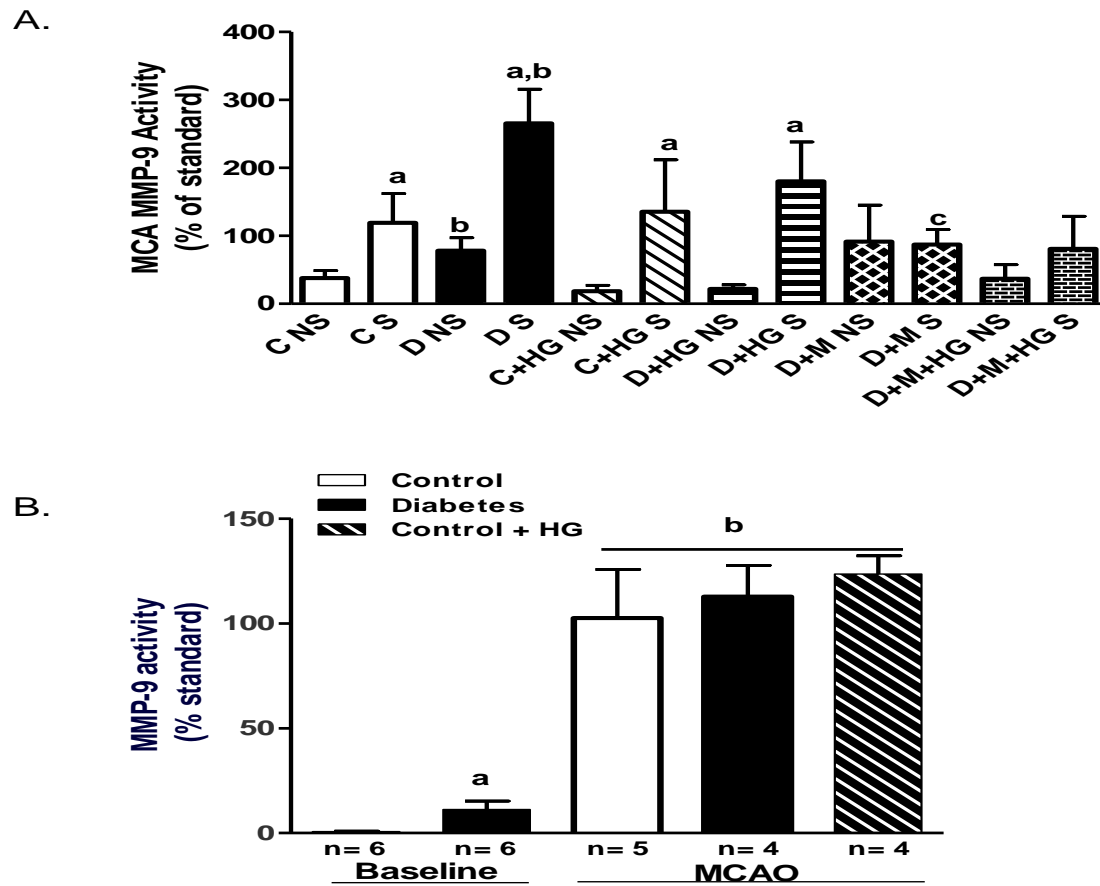 A.
MCA MMP-9 Activity
(% of standard)
400
300
200
100
0
a
b
a,b
a
a
c
C NS
C S
D NS
D S
C+HG NS
C+HG S
D+HG NS
D+HG S
D+M NS
D+M S
D+M+HG NS
D+M+HG S
B.
Control
Diabetes
Control + HG
MMP-9 activity
(% standard)
150
100
50
0
a
b
n= 6
n= 6
n= 5
n= 4
n= 4
Baseline
MCAO